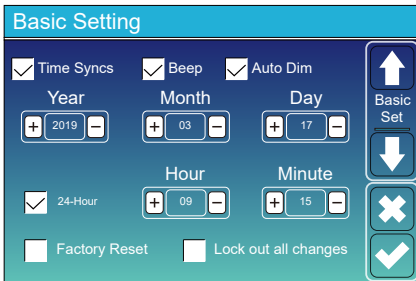 Basic Setting
Time Syncs Beep Auto Dim
Year Month Day
+ 2019 − + 03 − + 17 −
Basic
Set
Hour Minute
24-Hour + 09 − + 15 −
Factory Reset Lock out all changes